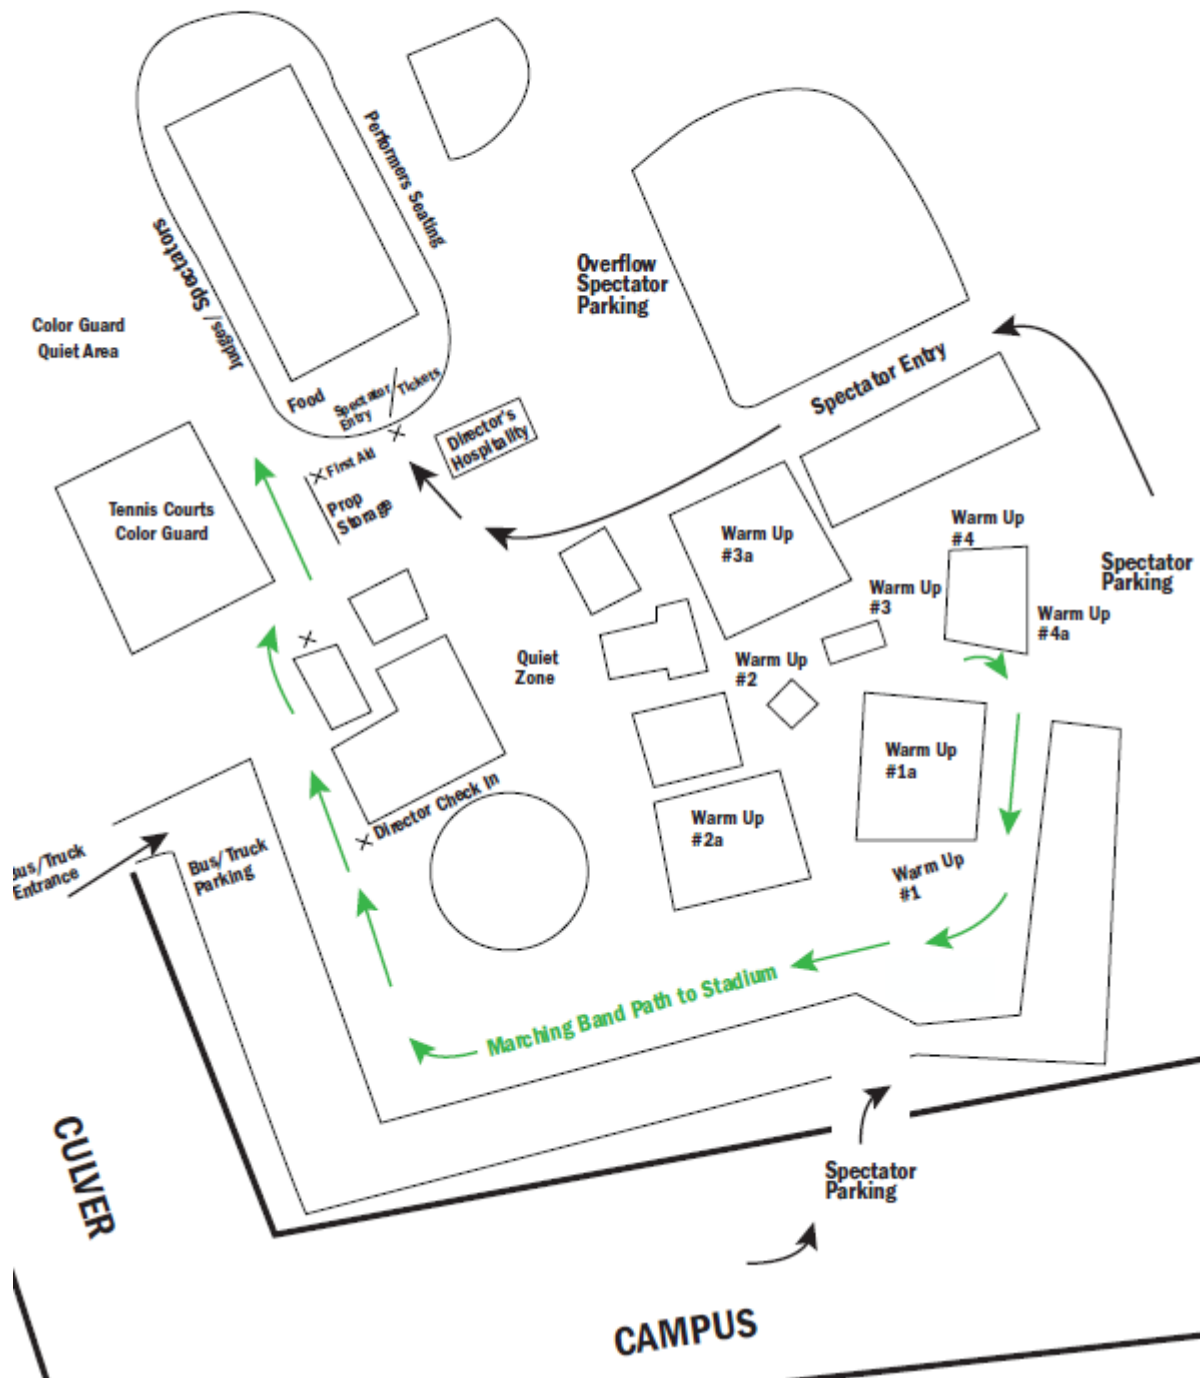 Performers Seating
Judges/Spectators
Overflow
Spectator
Parking
Color Guard
Quiet Area
Food
Spectator
Entry
/Tickets
Spectator Entry
Director's
Hospitality
First Aid
Prop
Storage
Tennis Courts
Color Guard
Warm Up
#3a
Warm Up
#4
Spectator
Parking
Warm Up
#3
Warm Up
#4a
Quiet
Zone
Warm Up
#2
Warm Up
#1a
Director Check In
Warm Up
#2a
Bus/Truck
Entrance
Bus/Truck
Parking
Warm Up
#1
Marching Band Path to Stadium
CULVER
Spectator
Parking
CAMPUS